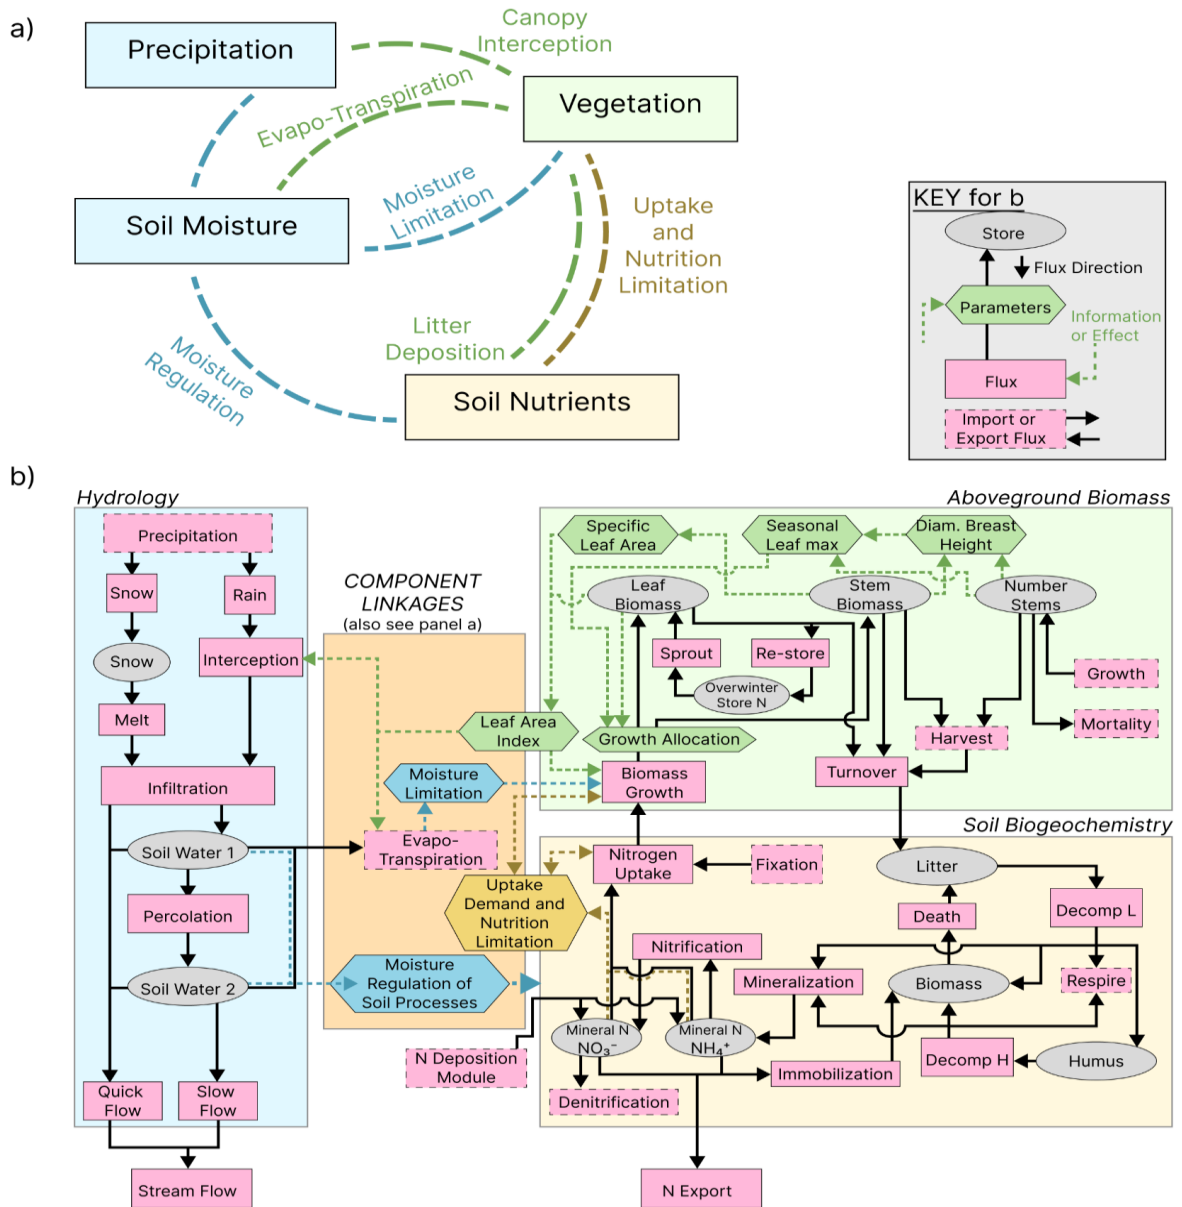 a)
Precipitation
Canopy
Interception
Vegetation
Evapo-Transpiration
Soil Moisture
Moisture
Limitation
Uptake
and
Nutrition
Limitation
Litter
Deposition
Moisture
Regulation
Soil Nutrients
KEY for b
Store
Flux Direction
Parameters
Information
or Effect
Flux
Import or
Export Flux
b)
Hydrology
Precipitation
Snow
Rain
Snow
Interception
Melt
Infiltration
Soil Water 1
Percolation
Soil Water 2
Quick
Flow
Slow
Flow
Stream Flow
COMPONENT
LINKAGES
(also see panel a)
Leaf Area
Index
Moisture
Limitation
Evapo-
Transpiration
Uptake
Demand and
Nutrition
Limitation
Moisture
Regulation of
Soil Processes
N Deposition
Module
Aboveground Biomass
Specific
Leaf Area
Seasonal
Leaf max
Diam. Breast
Height
Leaf
Biomass
Stem
Biomass
Number
Stems
Sprout
Re-store
Overwinter
Store N
Growth
Mortality
Harvest
Growth Allocation
Biomass
Growth
Turnover
Soil Biogeochemistry
Nitrogen
Uptake
Fixation
Litter
Death
Decomp L
Nitrification
Mineralization
Biomass
Respire
Mineral N
NO₃⁻
Mineral N
NH₄⁺
Immobilization
Decomp H
Humus
Denitrification
N Export